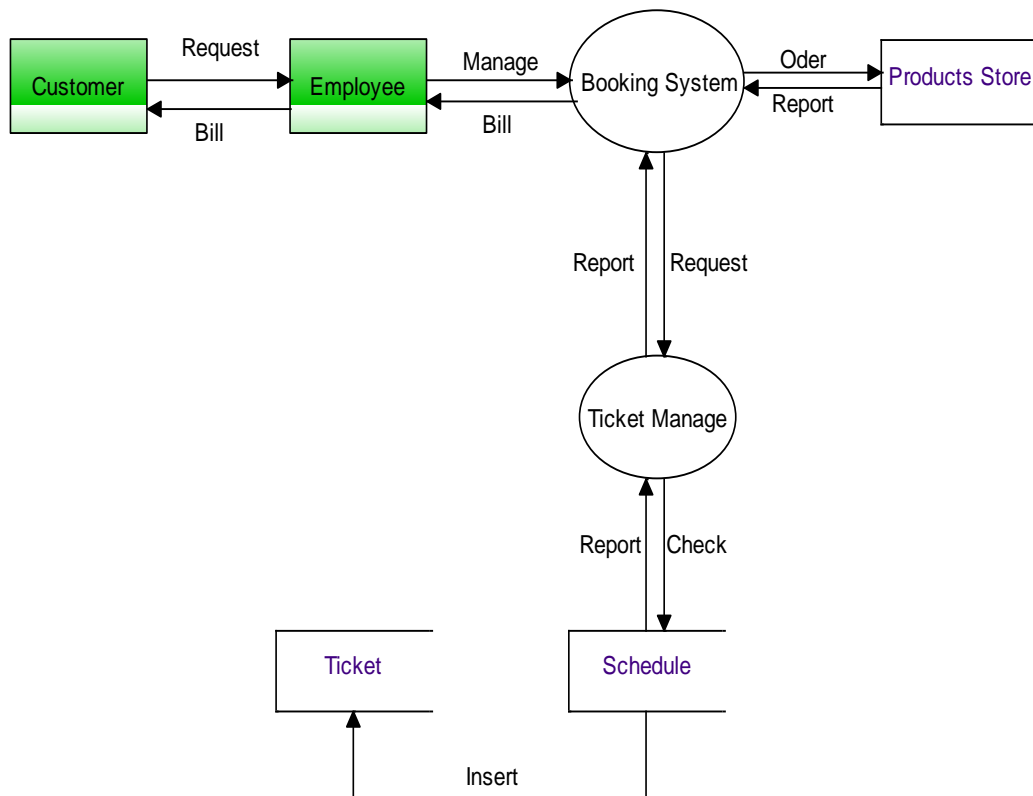 Request
Customer
Employee
Bill
Manage
Bill
Booking System
Oder
Report
Products Store
Report
Request
Ticket Manage
Report
Check
Ticket
Schedule
Insert